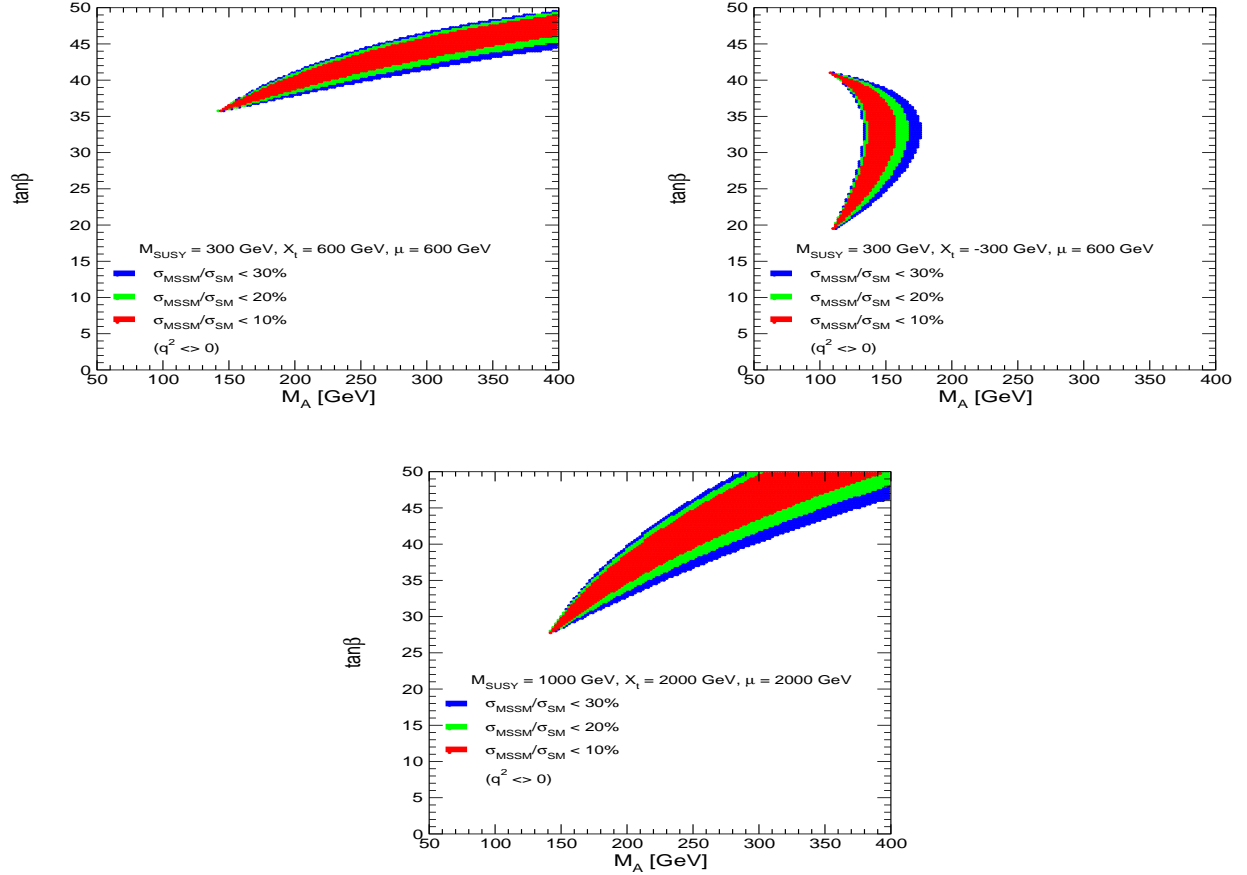 50
45
40
35
30
25
20
15
10
5
0
tanβ
M_SUSY = 300 GeV, X_t = 600 GeV, μ = 600 GeV
σ_MSSM/σ_SM < 30%
σ_MSSM/σ_SM < 20%
σ_MSSM/σ_SM < 10%
(q² <> 0)
50 100 150 200 250 300 350 400
M_A [GeV]
50
45
40
35
30
25
20
15
10
5
0
tanβ
M_SUSY = 300 GeV, X_t = -300 GeV, μ = 600 GeV
σ_MSSM/σ_SM < 30%
σ_MSSM/σ_SM < 20%
σ_MSSM/σ_SM < 10%
(q² <> 0)
50 100 150 200 250 300 350 400
M_A [GeV]
50
45
40
35
30
25
20
15
10
5
0
tanβ
M_SUSY = 1000 GeV, X_t = 2000 GeV, μ = 2000 GeV
σ_MSSM/σ_SM < 30%
σ_MSSM/σ_SM < 20%
σ_MSSM/σ_SM < 10%
(q² <> 0)
50 100 150 200 250 300 350 400
M_A [GeV]